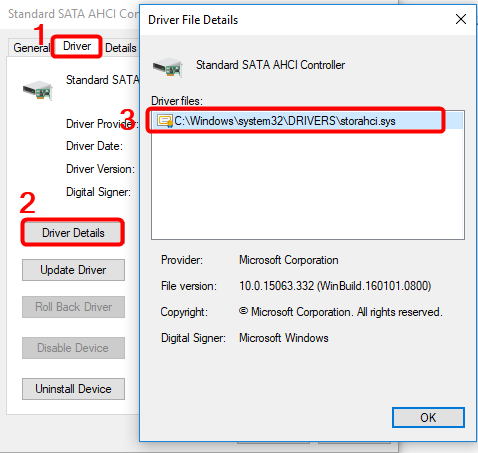 Standard SATA AHCI Con
1
General
Driver
Details
Standard SATA
Driver Provider:
Driver Date:
Driver Version:
Digital Signer:
2
Driver Details
Update Driver
Roll Back Driver
Disable Device
Uninstall Device
Driver File Details
Standard SATA AHCI Controller
Driver files:
3
C:\Windows\system32\DRIVERS\storahci.sys
Provider: Microsoft Corporation
File version: 10.0.15063.332 (WinBuild.160101.0800)
Copyright: © Microsoft Corporation. All rights reserved.
Digital Signer: Microsoft Windows
OK